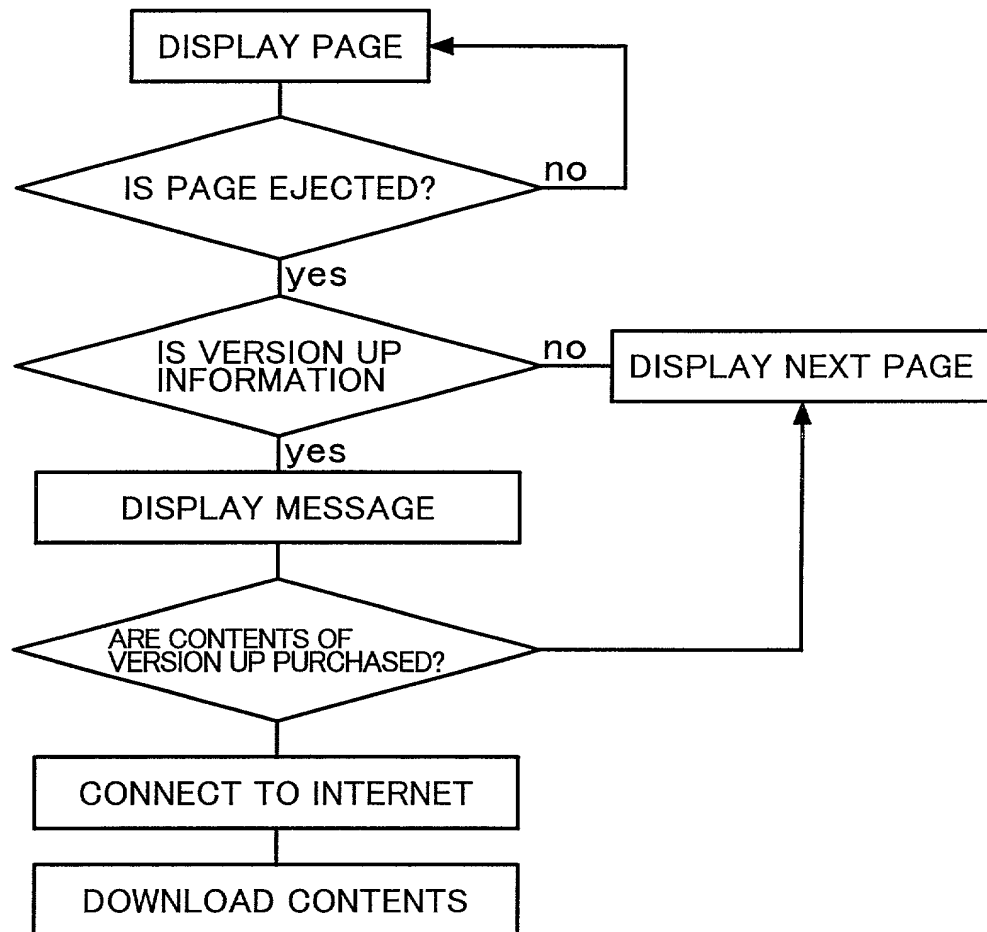 DISPLAY PAGE
IS PAGE EJECTED?
no
yes
IS VERSION UP
INFORMATION
no
DISPLAY NEXT PAGE
yes
DISPLAY MESSAGE
ARE CONTENTS OF
VERSION UP PURCHASED?
CONNECT TO INTERNET
DOWNLOAD CONTENTS